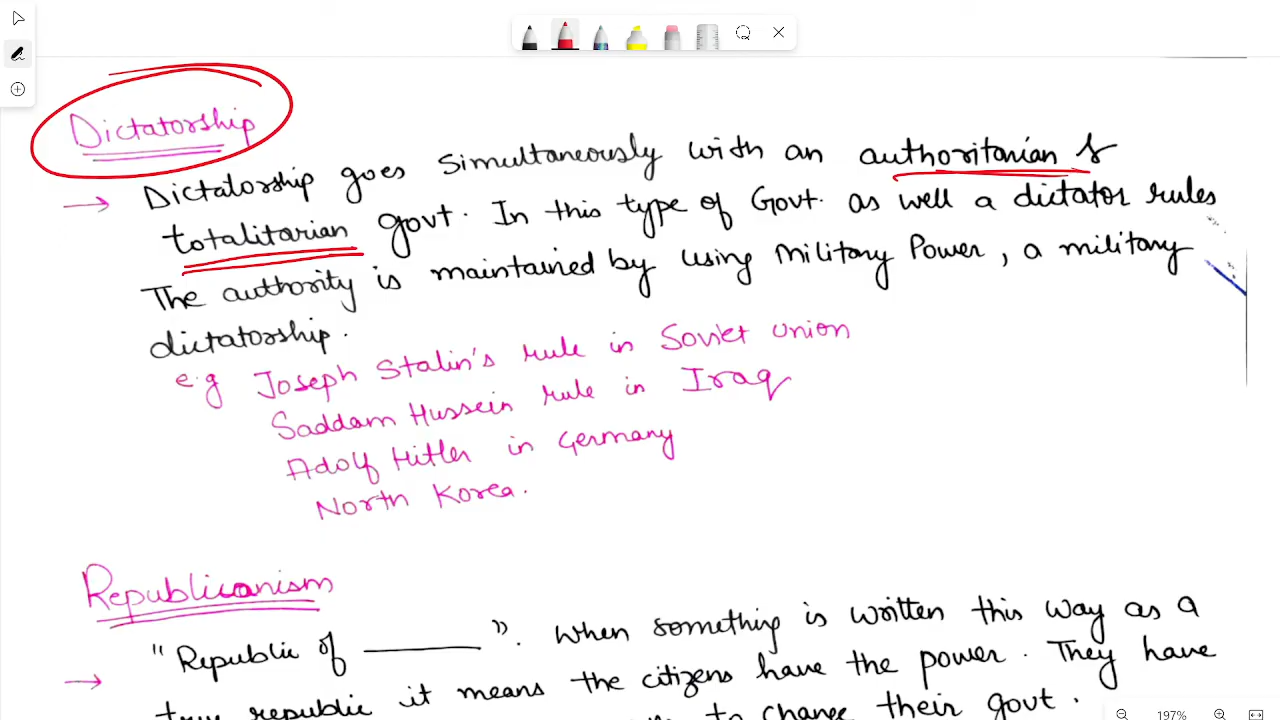 Dictatorship
→ Dictatorship goes simultaneously with an authoritarian &
totalitarian govt. In this type of Govt. as well a dictator rules
The authority is maintained by using Military Power, a military
dictatorship.
e.g Joseph Stalin's rule in Soviet Union
Saddam Hussein rule in Iraq
Adolf Hitler in Germany
North Korea.
Republicanism
→ "Republic of ________". When something is written this way as a
true republic it means the citizens have the power. They have
to change their govt.
197%